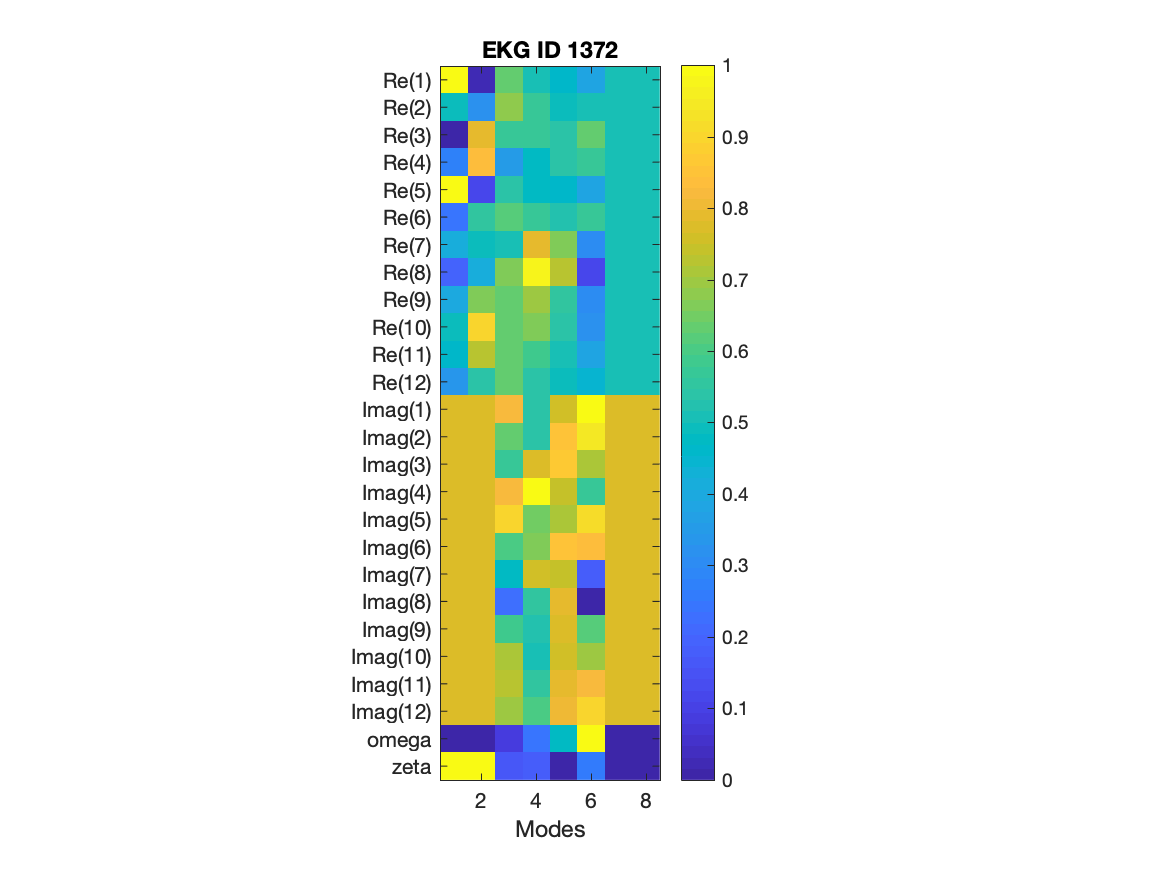 EKG ID 1372
Re(1)
Re(2)
Re(3)
Re(4)
Re(5)
Re(6)
Re(7)
Re(8)
Re(9)
Re(10)
Re(11)
Re(12)
Imag(1)
Imag(2)
Imag(3)
Imag(4)
Imag(5)
Imag(6)
Imag(7)
Imag(8)
Imag(9)
Imag(10)
Imag(11)
Imag(12)
omega
zeta
2 4 6 8
Modes
1
0.9
0.8
0.7
0.6
0.5
0.4
0.3
0.2
0.1
0